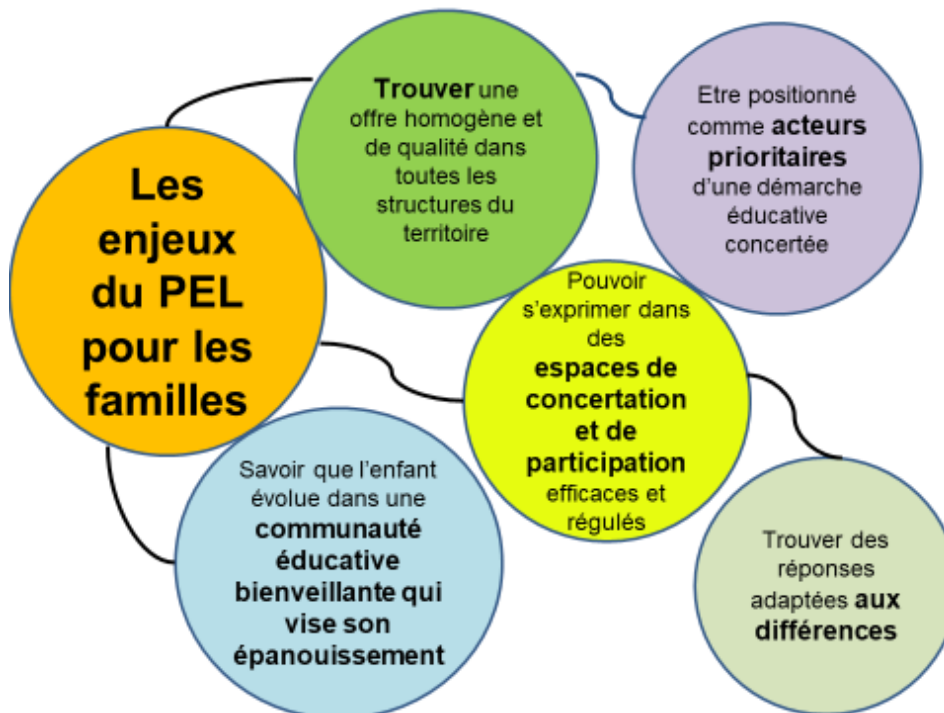 Les
enjeux
du PEL
pour les
familles
Trouver une
offre homogène et
de qualité dans
toutes les
structures du
territoire
Etre positionné
comme acteurs
prioritaires
d'une démarche
éducative
concertée
Pouvoir
s'exprimer dans
des
espaces de
concertation
et de
participation
efficaces et
régulés
Savoir que l'enfant
évolue dans une
communauté
éducative
bienveillante qui
vise son
épanouissement
Trouver des
réponses
adaptées aux
différences